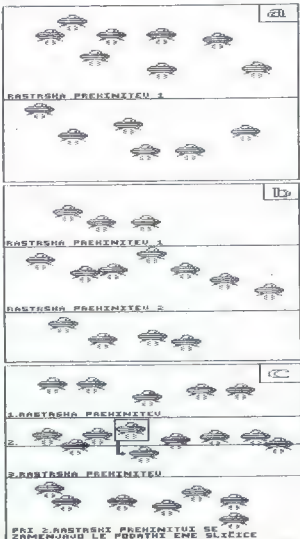 a
RASTRSKA PREKINITEV 1
b
RASTRSKA PREKINITEV 1
RASTRSKA PREKINITEV 2
c
1.RASTRSKA PREKINITEV
2.
3.RASTRSKA PREKINITEV
PRI 2.RASTRSKI PREKINITVI SE
ZAMENJAJO LE PODATKI ENE SLIČICE